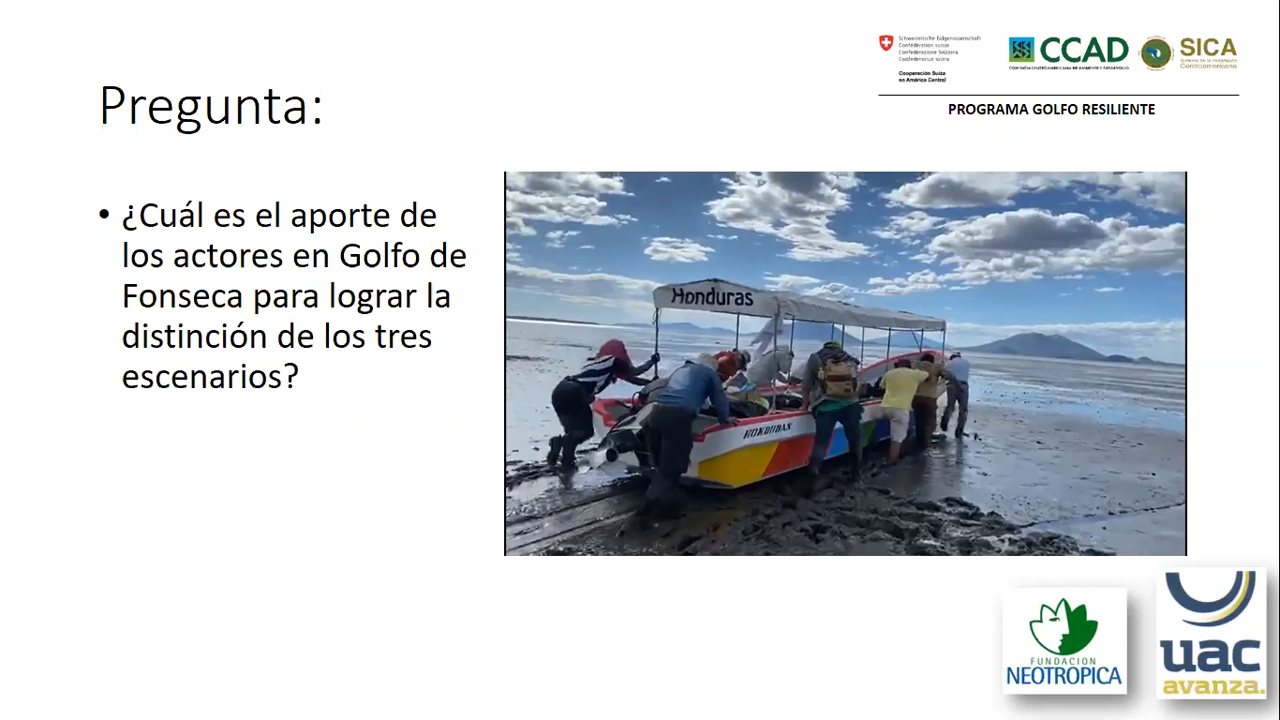 Schweizerische Eidgenossenschaft
Confédération suisse
Confederazione Svizzera
Confederaziun svizra
Cooperación Suiza
en América Central
CCAD
COMISIÓN CENTROAMERICANA DE AMBIENTE Y DESARROLLO
SICA
Sistema de la Integración
Centroamericana
PROGRAMA GOLFO RESILIENTE
Pregunta:
• ¿Cuál es el aporte de
los actores en Golfo de
Fonseca para lograr la
distinción de los tres
escenarios?
Honduras
HONDURAS
FUNDACIÓN
NEOTROPICA
uac
avanza.